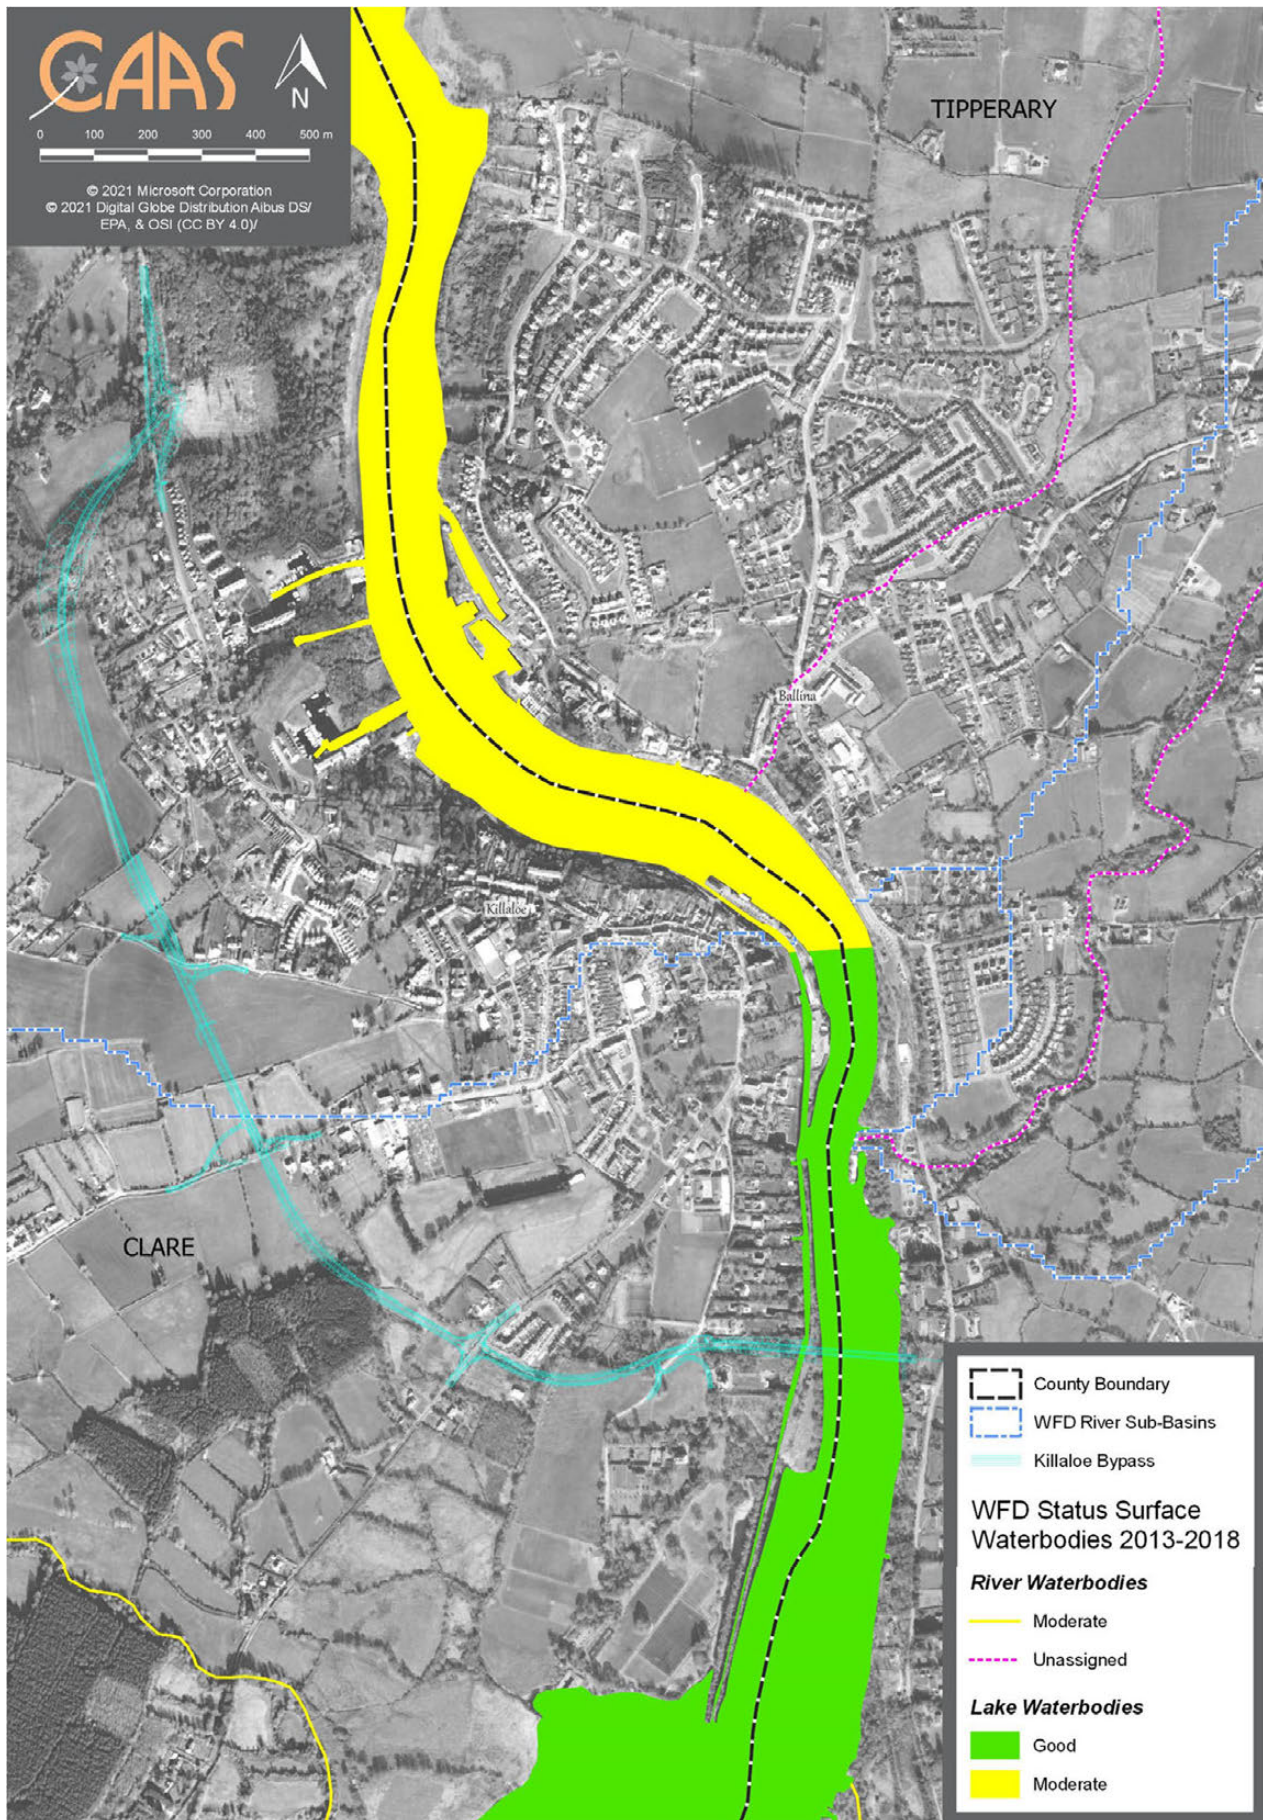 CAAS
N
0 100 200 300 400 500 m
© 2021 Microsoft Corporation
© 2021 Digital Globe Distribution Aibus DS/
EPA, & OSI (CC BY 4.0)/
TIPPERARY
Ballina
Killaloe
CLARE
County Boundary
WFD River Sub-Basins
Killaloe Bypass
WFD Status Surface
Waterbodies 2013-2018
River Waterbodies
Moderate
Unassigned
Lake Waterbodies
Good
Moderate